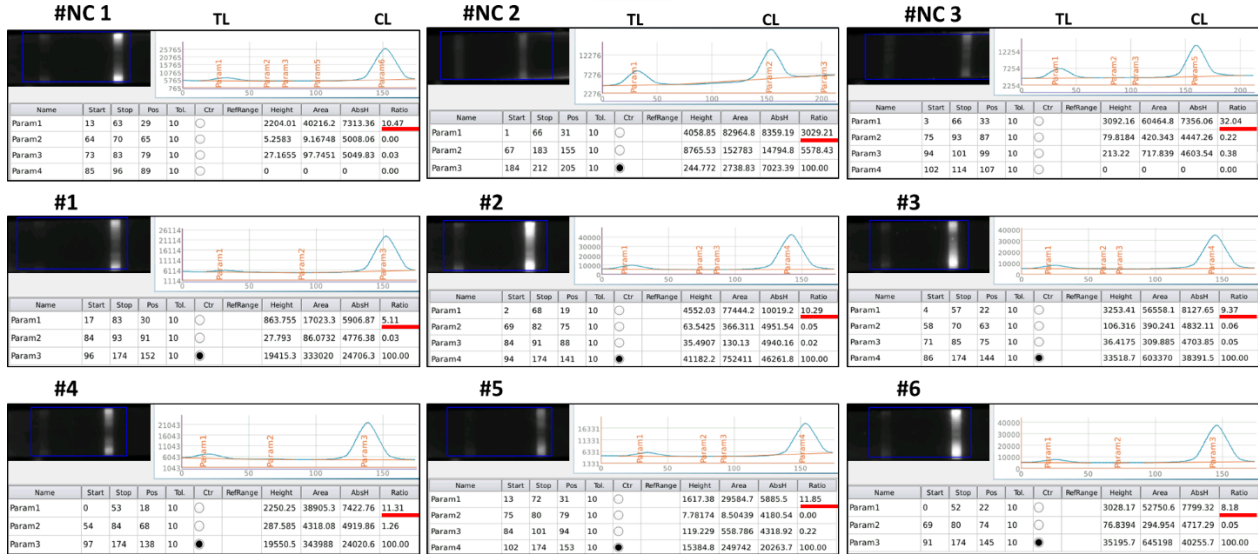 #NC 1 TL CL
25765
20765
15765
10765
5765
765
Param1 Param2 Param3 Param5 Param6
0 50 100 150
Name Start Stop Pos Tol. Ctr RefRange Height Area AbsH Ratio
Param1 13 63 29 10 2204.01 40216.2 7313.36 10.47
Param2 64 70 65 10 5.2583 9.16748 5008.06 0.00
Param3 73 83 79 10 27.1655 97.7451 5049.83 0.03
Param4 85 96 89 10 0 0 0 0.00
#NC 2 TL CL
12276
7276
2276
Param1 Param2 Param3
0 50 100 150 200
Name Start Stop Pos Tol. Ctr RefRange Height Area AbsH Ratio
Param1 1 66 31 10 4058.85 82964.8 8359.19 3029.21
Param2 67 183 155 10 8765.53 152783 14794.8 5578.43
Param3 184 212 205 10 244.772 2738.83 7023.39 100.00
#NC 3 TL CL
12254
7254
2254
Param1 Param2 Param3 Param5
0 50 100 150 200
Name Start Stop Pos Tol. Ctr RefRange Height Area AbsH Ratio
Param1 3 66 33 10 3092.16 60464.8 7356.06 32.04
Param2 75 93 87 10 79.8184 420.343 4447.26 0.22
Param3 94 101 99 10 213.22 717.839 4603.54 0.38
Param4 102 114 107 10 0 0 0 0.00
#1
26114
21114
16114
11114
6114
1114
Param1 Param2 Param3
0 50 100 150
Name Start Stop Pos Tol. Ctr RefRange Height Area AbsH Ratio
Param1 17 83 30 10 863.755 17023.3 5906.87 5.11
Param2 84 93 91 10 27.793 86.0732 4776.38 0.03
Param3 96 174 152 10 19415.3 333020 24706.3 100.00
#2
40000
30000
20000
10000
0
Param1 Param2 Param3 Param4
0 50 100 150
Name Start Stop Pos Tol. Ctr RefRange Height Area AbsH Ratio
Param1 2 68 19 10 4552.03 77444.2 10019.2 10.29
Param2 69 82 75 10 63.5425 366.311 4951.54 0.05
Param3 84 91 88 10 35.4907 130.13 4940.16 0.02
Param4 94 174 141 10 41182.2 752411 46261.8 100.00
#3
40000
30000
20000
10000
0
Param1 Param2 Param3 Param4
0 50 100 150
Name Start Stop Pos Tol. Ctr RefRange Height Area AbsH Ratio
Param1 4 57 22 10 3253.41 56558.1 8127.65 9.37
Param2 58 70 63 10 106.316 390.241 4832.11 0.06
Param3 71 85 75 10 36.4175 309.885 4703.85 0.05
Param4 86 174 144 10 33518.7 603370 38391.5 100.00
#4
21043
16043
11043
6043
1043
Param1 Param2 Param3
0 50 100 150
Name Start Stop Pos Tol. Ctr RefRange Height Area AbsH Ratio
Param1 0 53 18 10 2250.25 38905.3 7422.76 11.31
Param2 54 84 68 10 287.585 4318.08 4919.86 1.26
Param3 97 174 138 10 19550.5 343988 24020.6 100.00
#5
16331
11331
6331
1331
Param1 Param2 Param3 Param4
0 50 100 150
Name Start Stop Pos Tol. Ctr RefRange Height Area AbsH Ratio
Param1 13 72 31 10 1617.38 29584.7 5885.5 11.85
Param2 75 80 79 10 7.78174 8.50439 4180.54 0.00
Param3 84 101 94 10 119.229 558.786 4318.92 0.22
Param4 102 174 153 10 15384.8 249742 20263.7 100.00
#6
40000
30000
20000
10000
0
Param1 Param2 Param3
0 50 100 150
Name Start Stop Pos Tol. Ctr RefRange Height Area AbsH Ratio
Param1 0 52 22 10 3028.17 52750.6 7799.32 8.18
Param2 69 80 74 10 76.8394 294.954 4717.29 0.05
Param3 91 174 145 10 35195.7 645198 40255.7 100.00